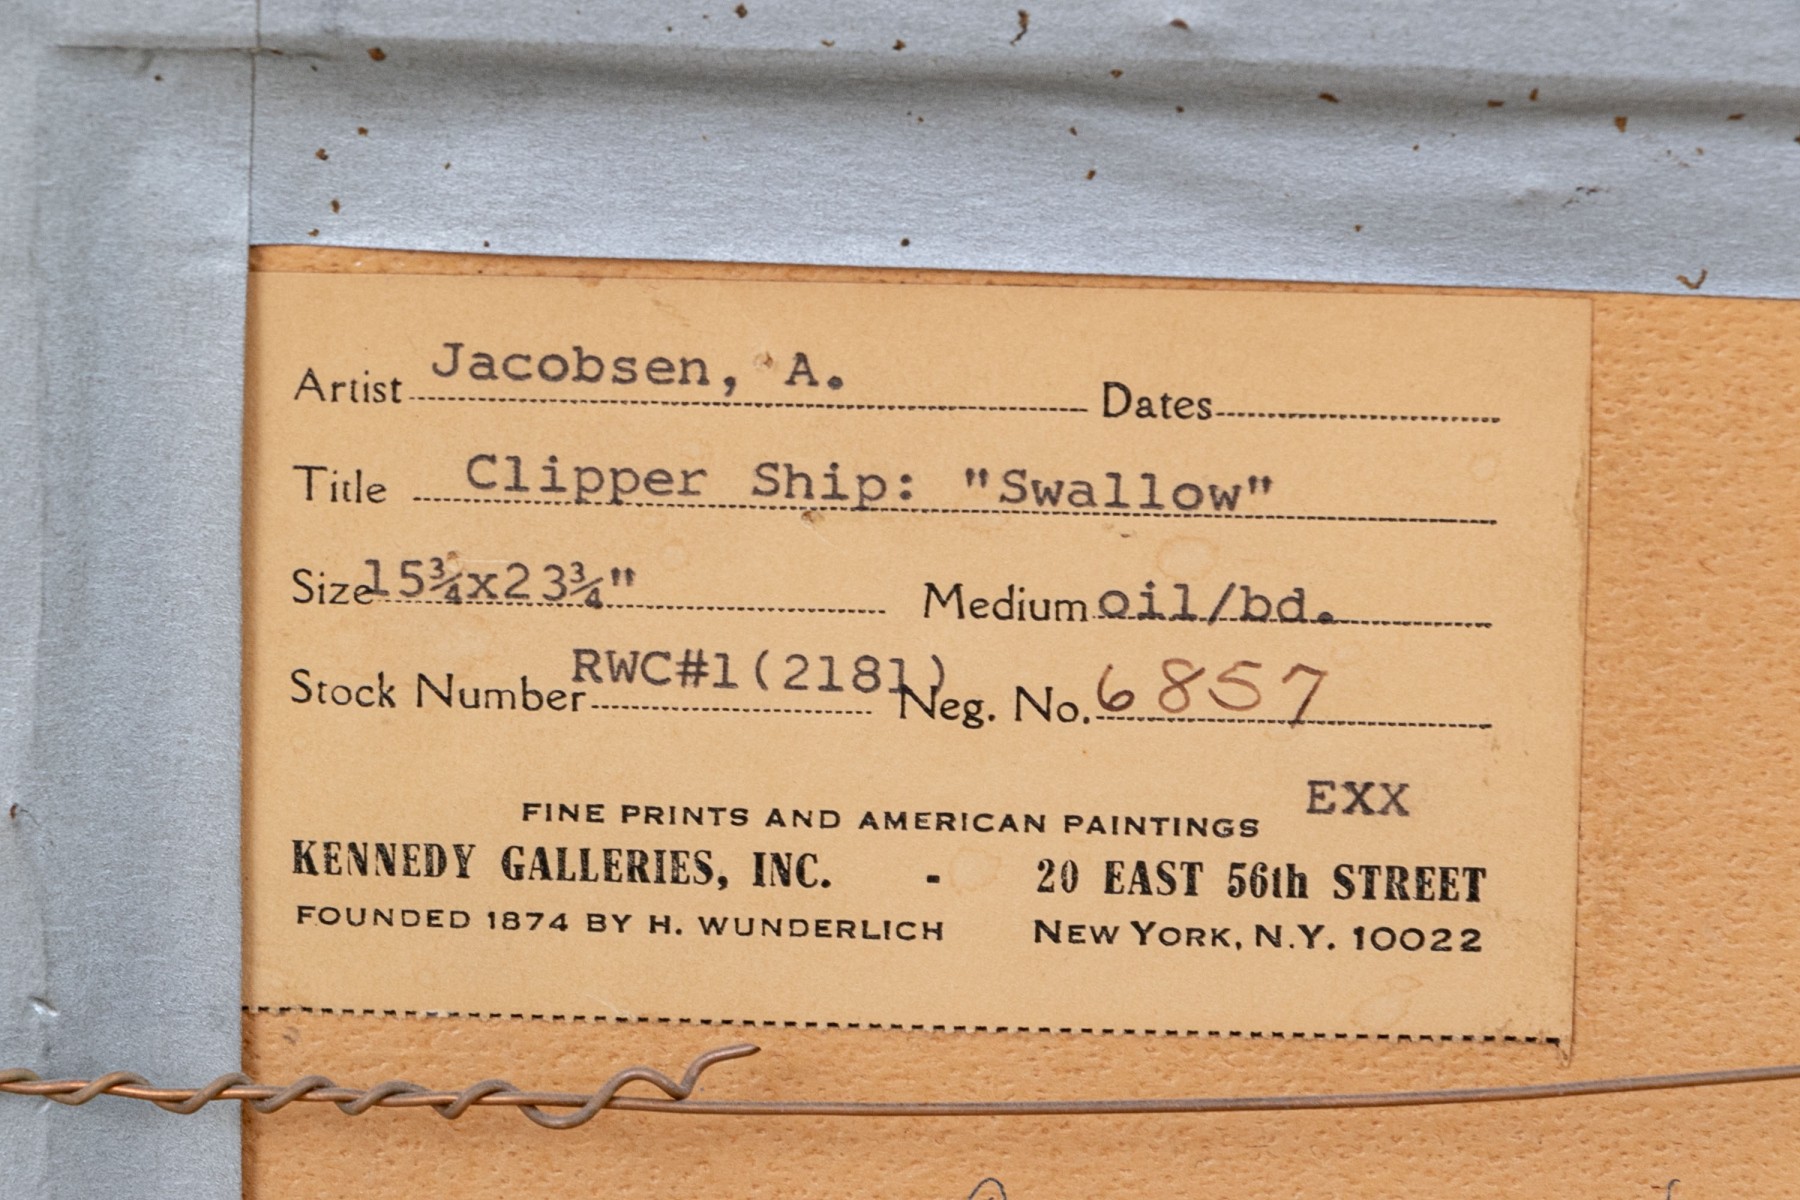 Artist Jacobsen, A. Dates
Title Clipper Ship: "Swallow"
Size 15¾x23¾" Medium oil/bd.
Stock Number RWC#1(2181) Neg. No. 6857
EXX
FINE PRINTS AND AMERICAN PAINTINGS
KENNEDY GALLERIES, INC. - 20 EAST 56th STREET
FOUNDED 1874 BY H. WUNDERLICH NEW YORK, N.Y. 10022